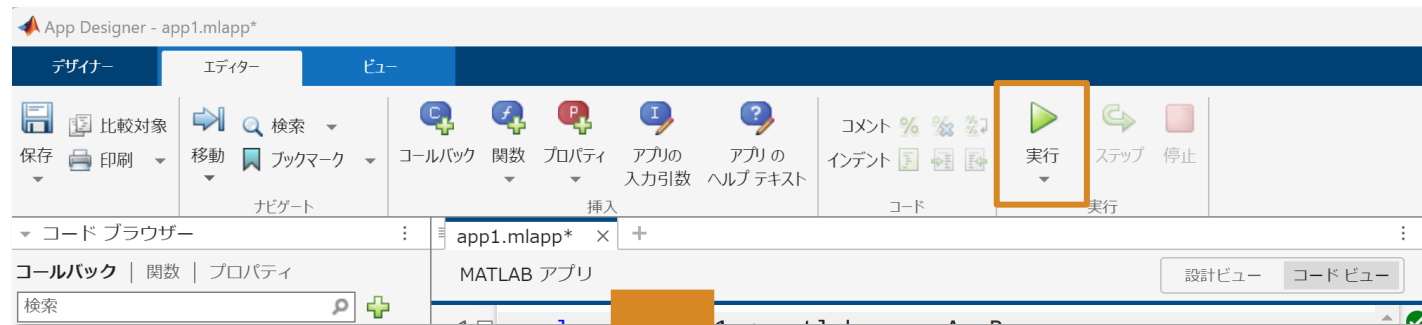 App Designer - app1.mlapp*
デザイナー エディター ビュー
保存 比較対象 印刷
移動 検索 ブックマーク
ナビゲート
コールバック 関数 プロパティ アプリの入力引数 アプリ の ヘルプ テキスト
挿入
コメント
インデント
コード
実行 ステップ 停止
実行
コード ブラウザー
app1.mlapp*
コールバック | 関数 | プロパティ
MATLAB アプリ
設計ビュー コード ビュー
検索